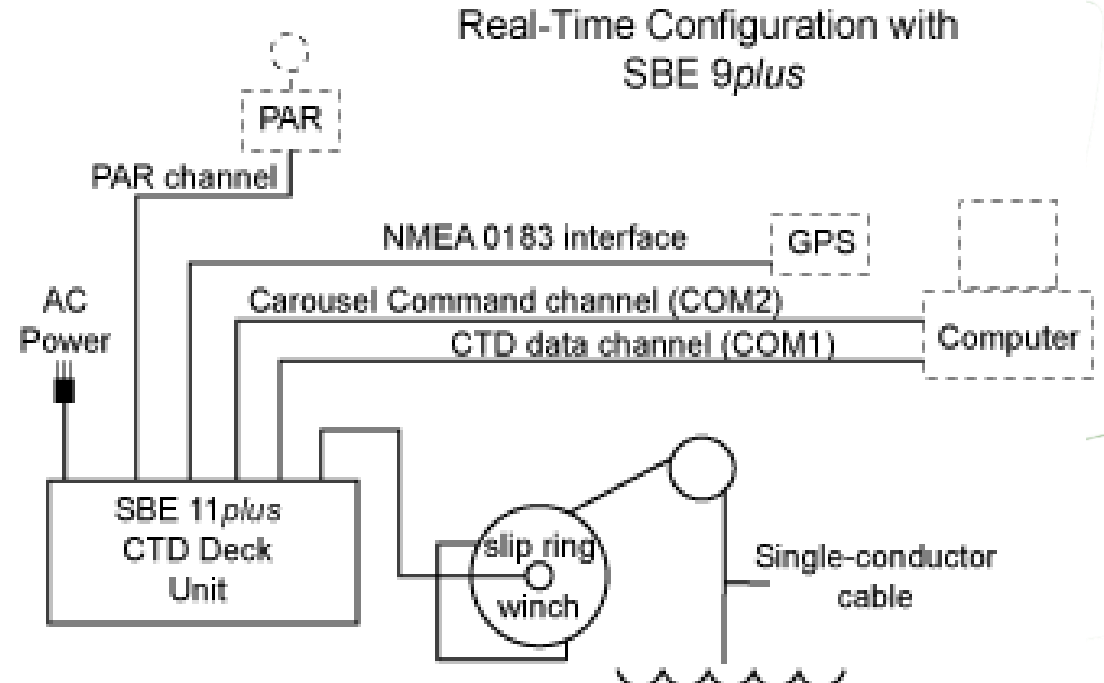 Real-Time Configuration with
SBE 9plus
PAR
PAR channel
NMEA 0183 interface
GPS
AC
Power
Carousel Command channel (COM2)
CTD data channel (COM1)
Computer
SBE 11plus
CTD Deck
Unit
slip ring
winch
Single-conductor
cable